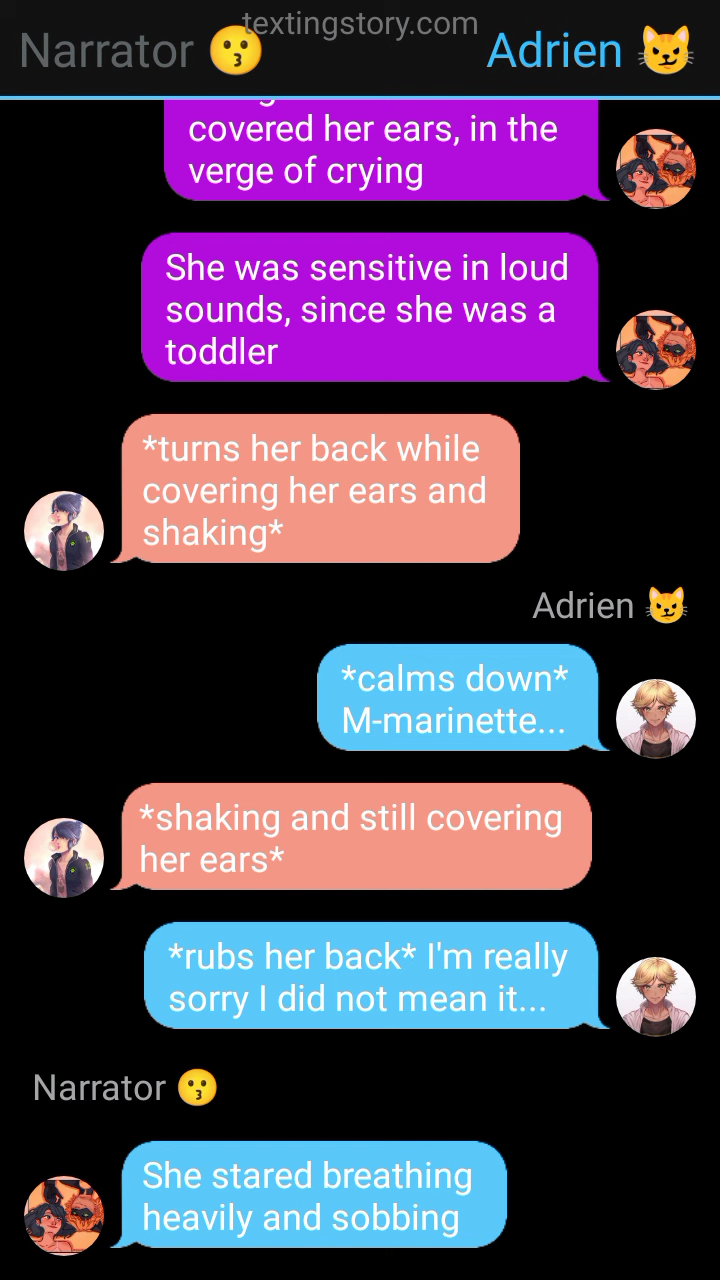 textingstory.com
Narrator 😗 Adrien 😼
covered her ears, in the
verge of crying
She was sensitive in loud
sounds, since she was a
toddler
*turns her back while
covering her ears and
shaking*
Adrien 😼
*calms down*
M-marinette...
*shaking and still covering
her ears*
*rubs her back* I'm really
sorry I did not mean it...
Narrator 😗
She stared breathing
heavily and sobbing